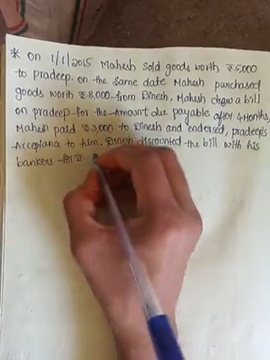 * On 1/1/2015 Mahesh Sold goods worth ₹5,000
to pradeep. on the same date Mahesh purchased
goods worth ₹8,000 from Dinesh, Mahesh drew a bill
on pradeep for the Amount due payable after 4 Months,
Mahesh paid ₹3,000 to Dinesh and endorsed, pradeep's
to him. Dinesh discounted the bill with his
bankers for ₹